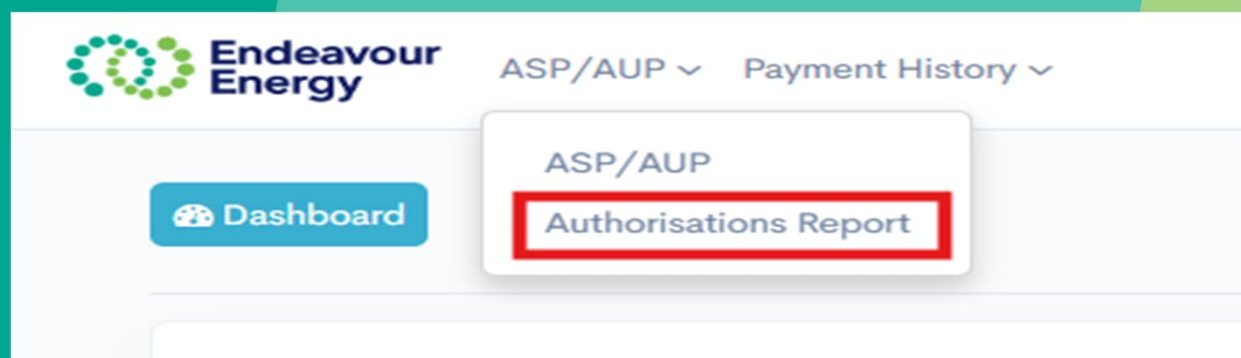 Endeavour
Energy
ASP/AUP
Payment History
ASP/AUP
Authorisations Report
Dashboard